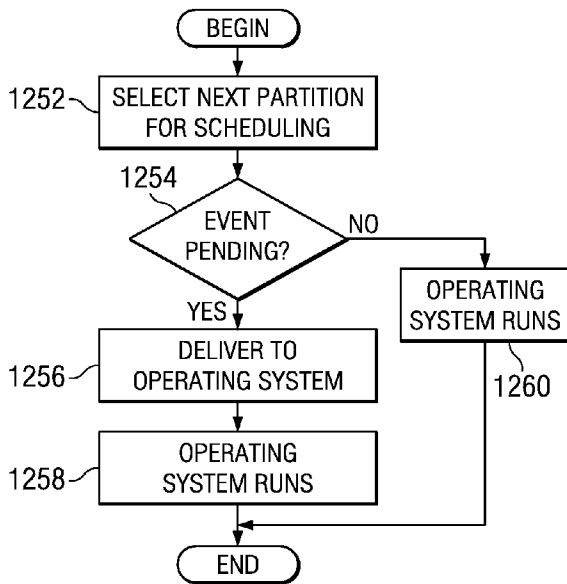 BEGIN
1252
SELECT NEXT PARTITION
FOR SCHEDULING
1254
EVENT
PENDING?
NO
YES
OPERATING
SYSTEM RUNS
1260
1256
DELIVER TO
OPERATING SYSTEM
1258
OPERATING
SYSTEM RUNS
END